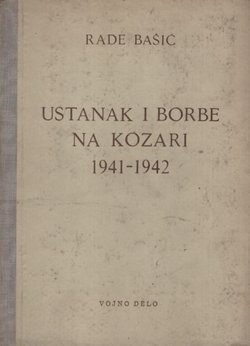 RADE BAŠIĆ
USTANAK I BORBE
NA KOZARI
1941-1942
VOJNO DELO